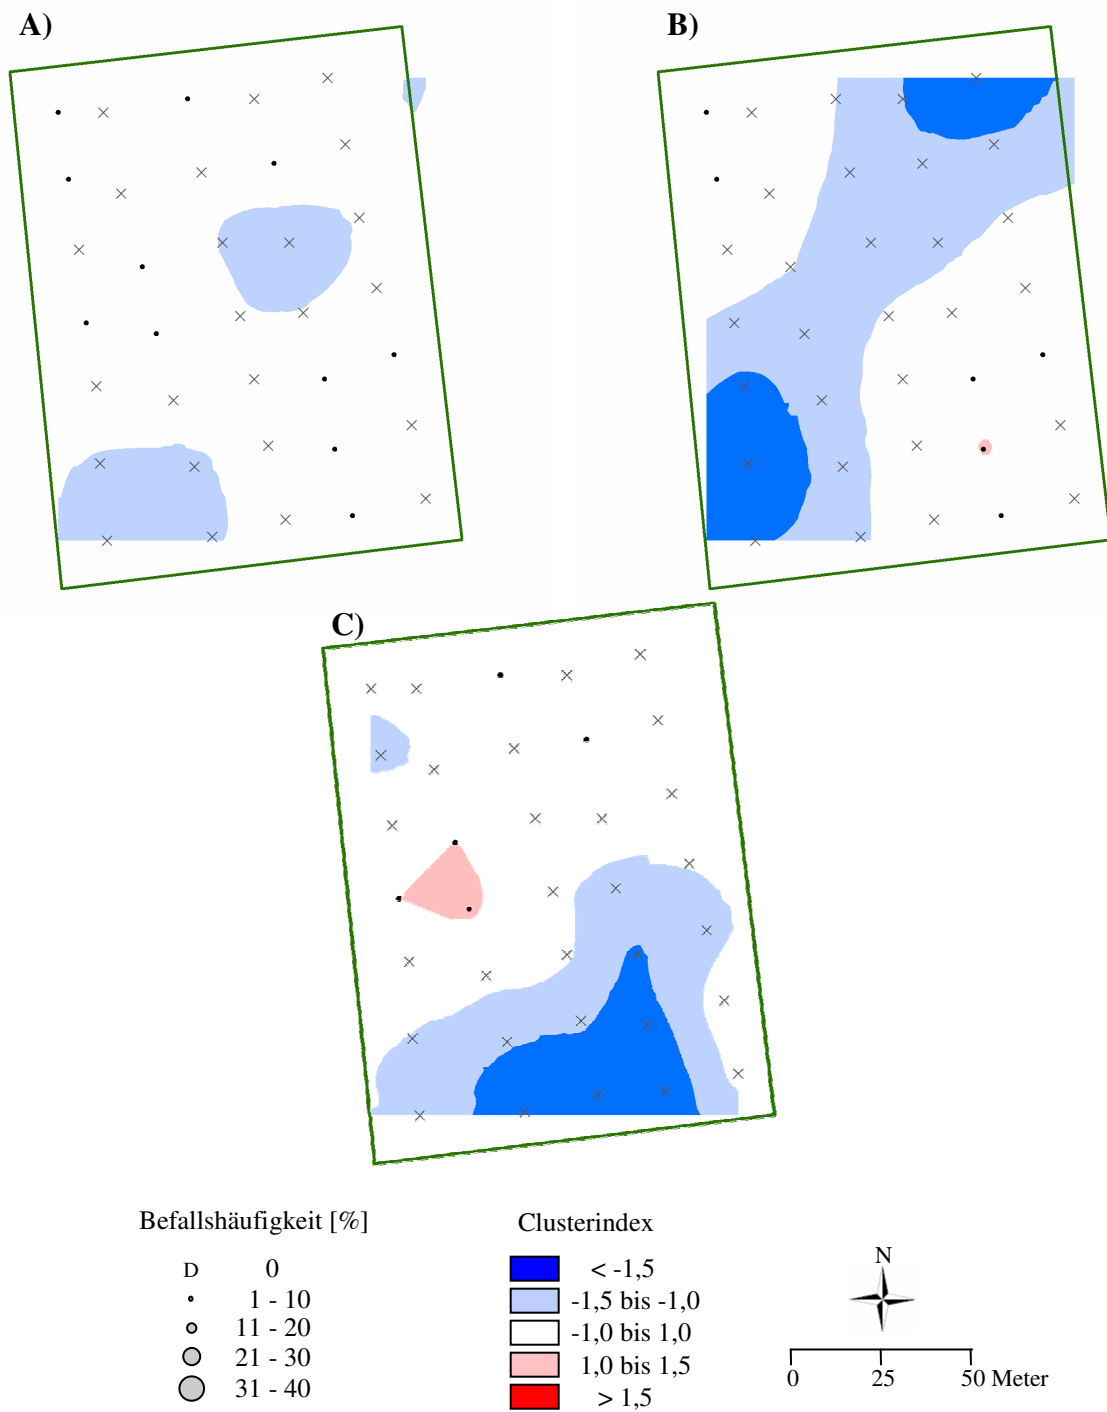 A)
B)
C)
Befallshäufigkeit [%]
D 0
1 - 10
11 - 20
21 - 30
31 - 40
Clusterindex
< -1,5
-1,5 bis -1,0
-1,0 bis 1,0
1,0 bis 1,5
> 1,5
N
0 25 50 Meter